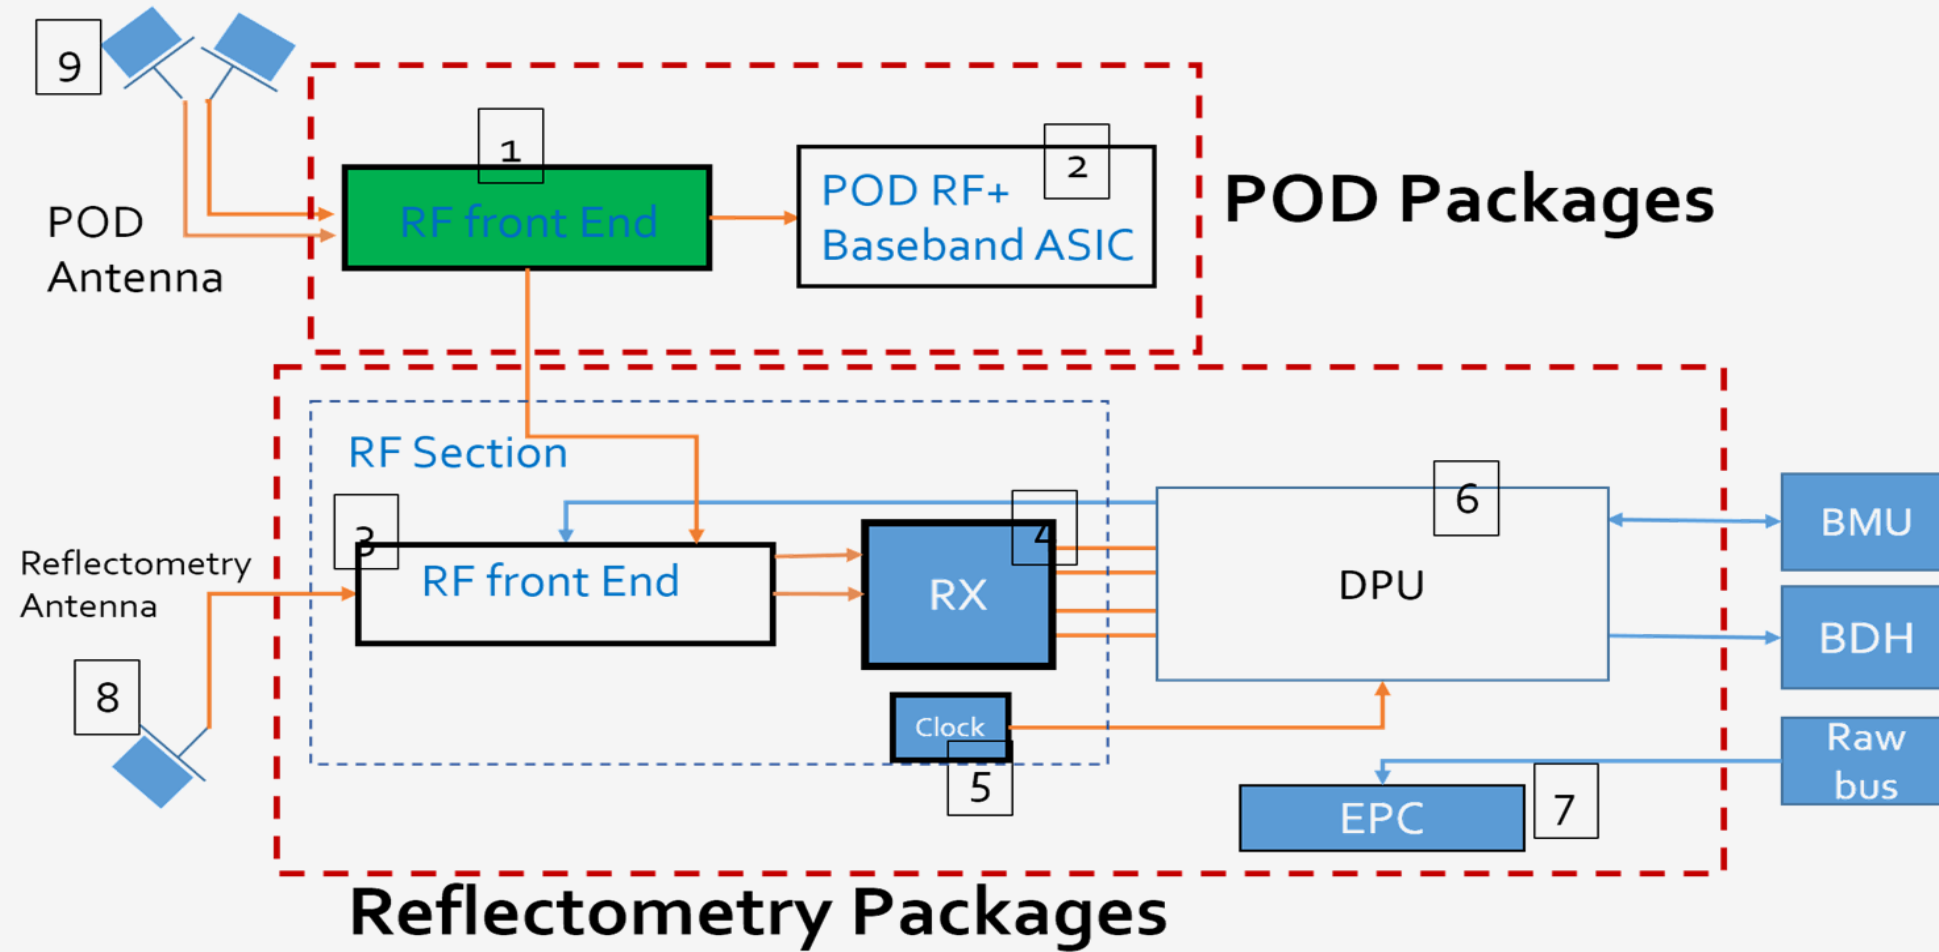 9
1
2
POD RF+
Baseband ASIC
RF front End
POD Packages
POD
Antenna
RF Section
3
4
6
RF front End
RX
DPU
BMU
BDH
Reflectometry
Antenna
8
Clock
5
Raw
bus
EPC
7
Reflectometry Packages